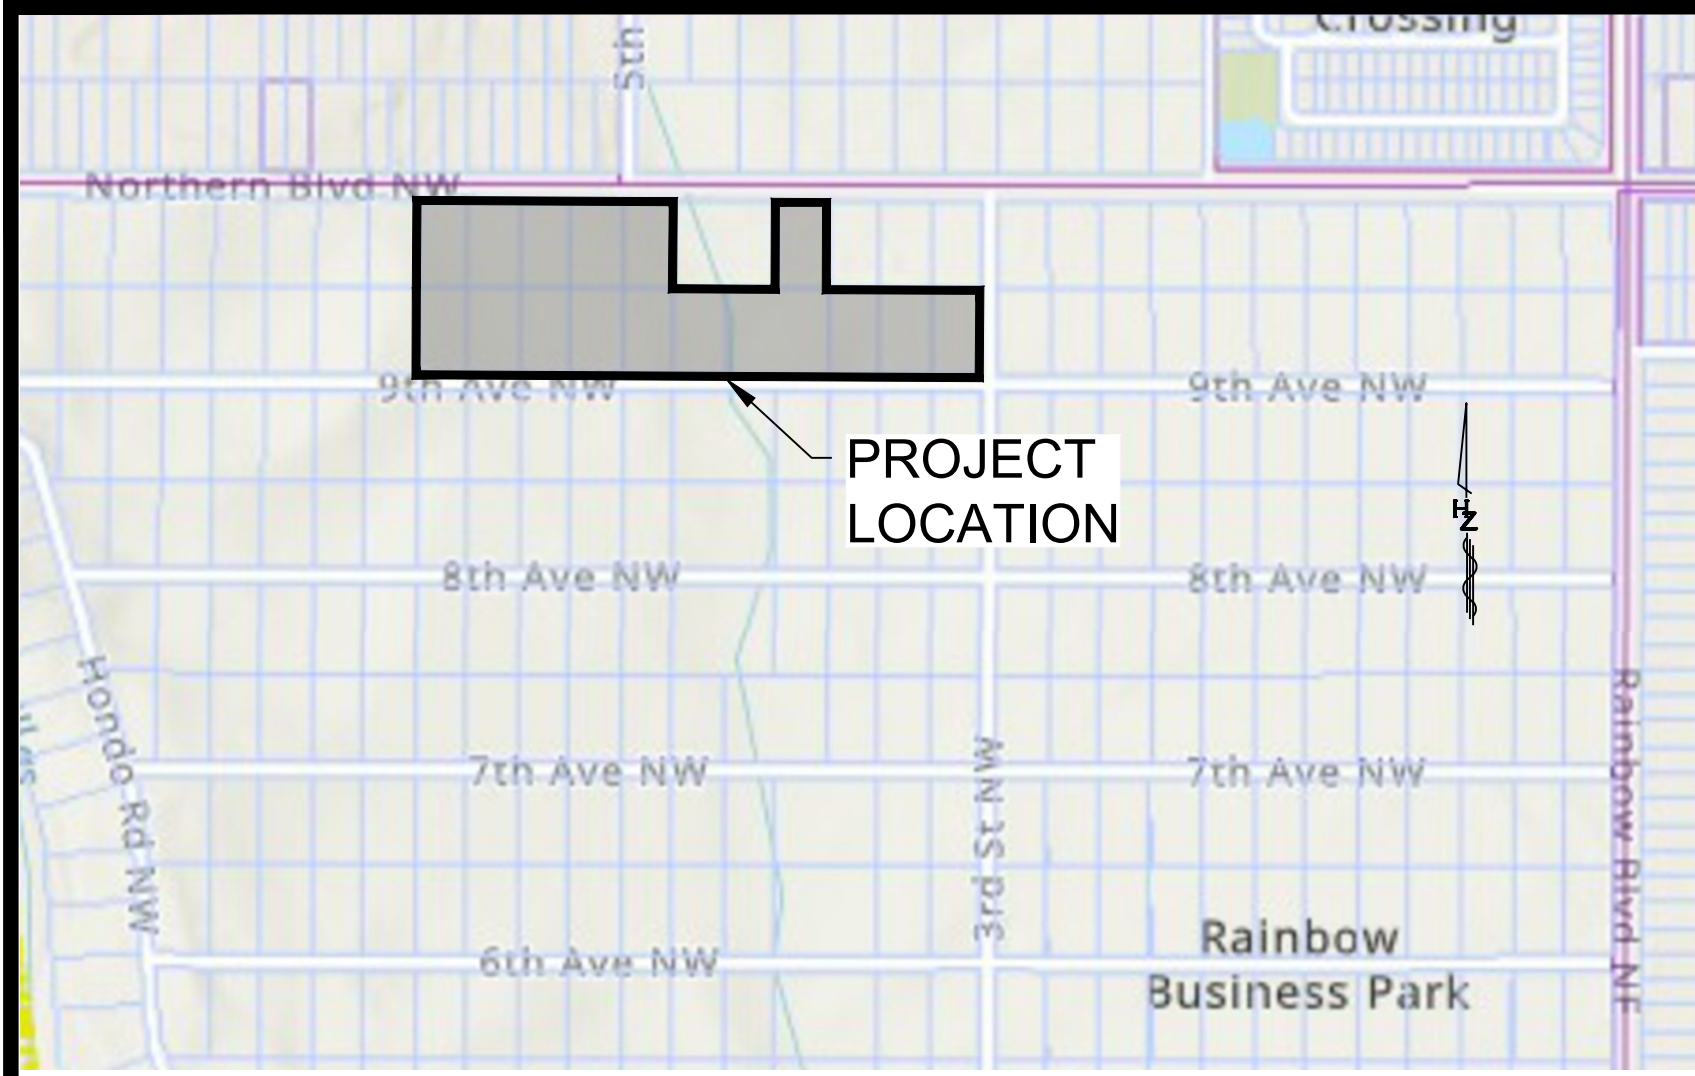 Crossing
5th
Northern Blvd NW
9th Ave NW
9th Ave NW
PROJECT
LOCATION
N
8th Ave NW
8th Ave NW
Hondo Rd NW
7th Ave NW
7th Ave NW
3rd St NW
Rainbow Blvd NE
Rainbow
Business Park
6th Ave NW